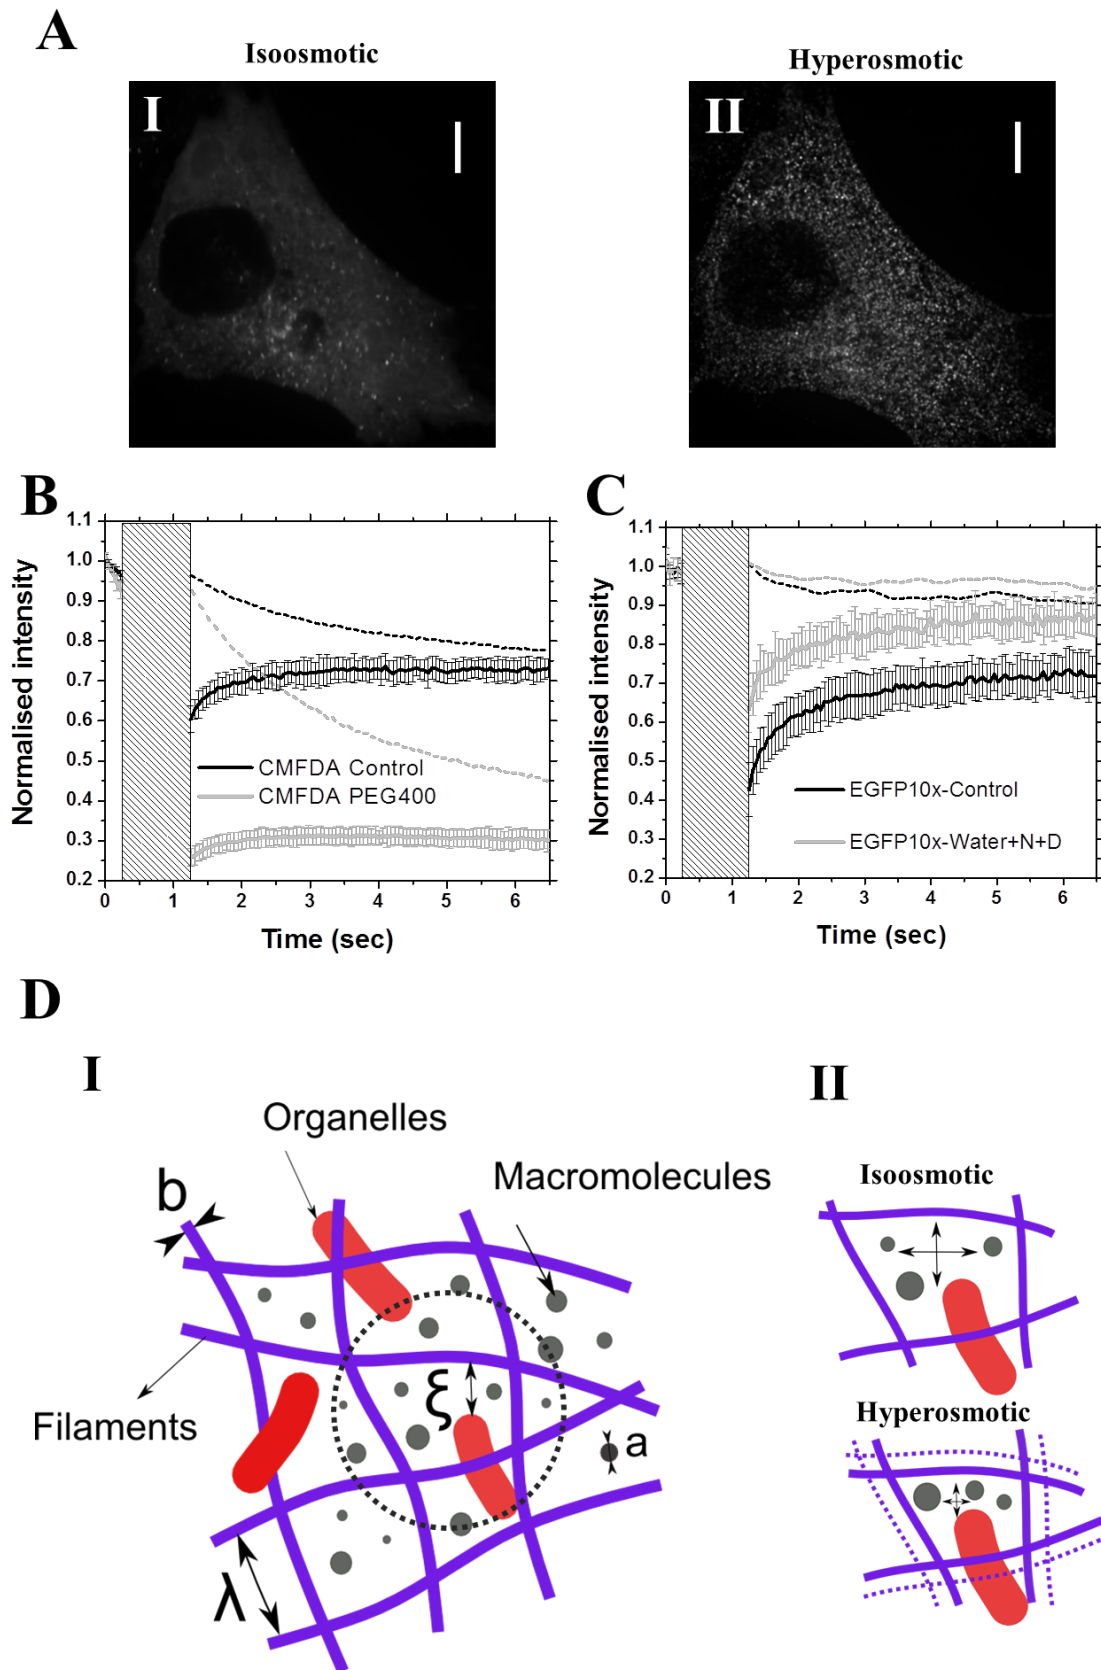 A
Isoosmotic
Hyperosmotic
I
II
B
C
Normalised intensity
1.1
1.0
0.9
0.8
0.7
0.6
0.5
0.4
0.3
0.2
CMFDA Control
CMFDA PEG400
0 1 2 3 4 5 6
Time (sec)
Normalised intensity
1.1
1.0
0.9
0.8
0.7
0.6
0.5
0.4
0.3
0.2
EGFP10x-Control
EGFP10x-Water+N+D
0 1 2 3 4 5 6
Time (sec)
D
I
Organelles
b
Macromolecules
Filaments
ξ
a
λ
II
Isoosmotic
Hyperosmotic